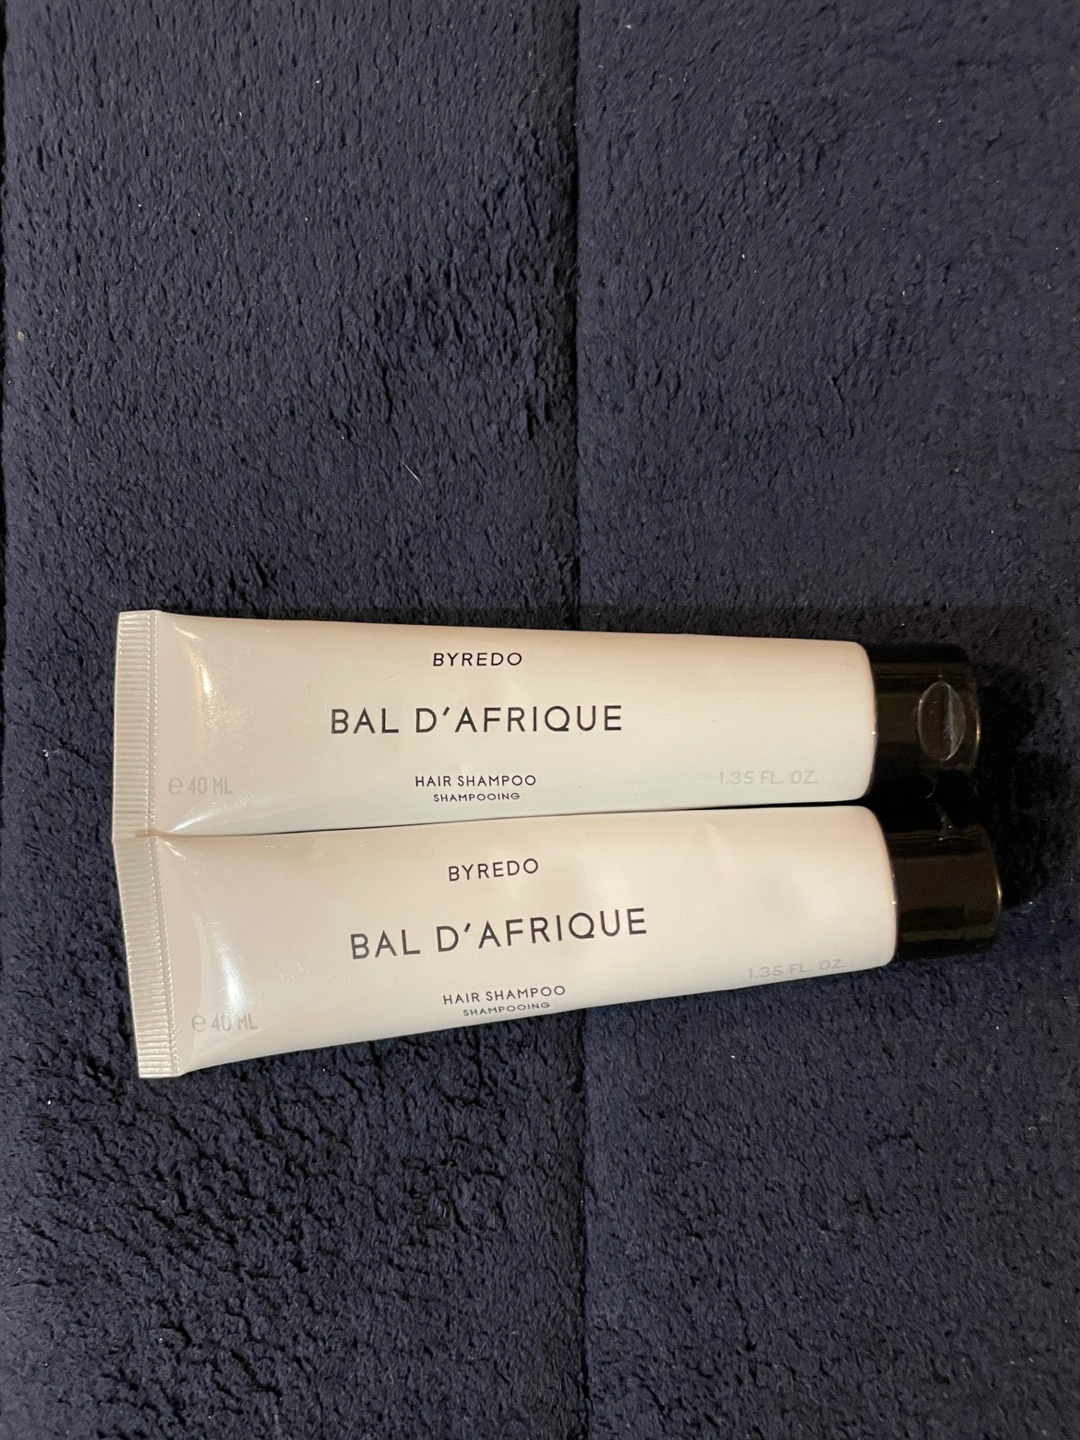 BYREDO
BAL D'AFRIQUE
HAIR SHAMPOO
SHAMPOOING
℮ 40 ML
1.35 FL. OZ.
BYREDO
BAL D'AFRIQUE
HAIR SHAMPOO
SHAMPOOING
℮ 40 ML
1.35 FL. OZ.